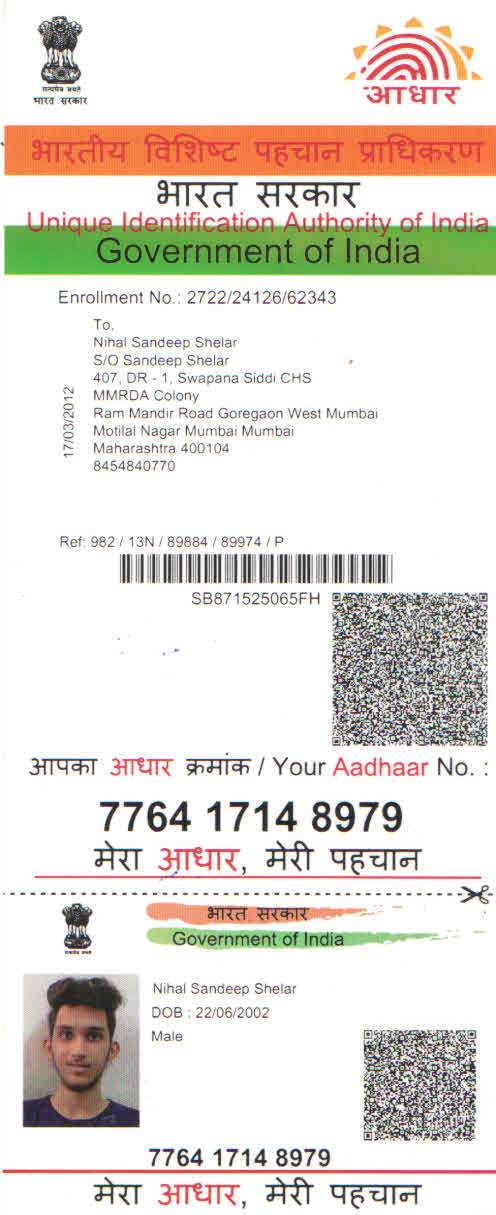 सत्यमेव जयते
भारत सरकार
आधार
भारतीय विशिष्ट पहचान प्राधिकरण
भारत सरकार
Unique Identification Authority of India
Government of India
Enrollment No.: 2722/24126/62343
To,
Nihal Sandeep Shelar
S/O Sandeep Shelar
407, DR - 1, Swapana Siddi CHS
MMRDA Colony
Ram Mandir Road Goregaon West Mumbai
Motilal Nagar Mumbai Mumbai
Maharashtra 400104
8454840770
17/03/2012
Ref: 982 / 13N / 89884 / 89974 / P
SB871525065FH
आपका आधार क्रमांक / Your Aadhaar No. :
7764 1714 8979
मेरा आधार, मेरी पहचान
भारत सरकार
Government of India
सत्यमेव जयते
Nihal Sandeep Shelar
DOB : 22/06/2002
Male
7764 1714 8979
मेरा आधार, मेरी पहचान